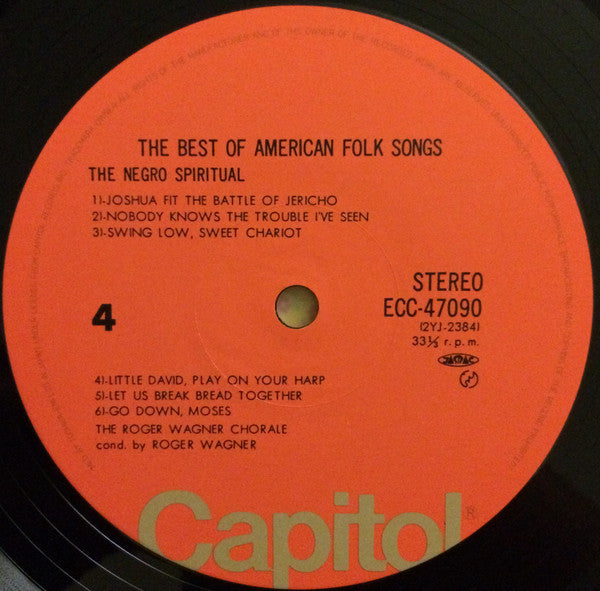 THE BEST OF AMERICAN FOLK SONGS
THE NEGRO SPIRITUAL
1)-JOSHUA FIT THE BATTLE OF JERICHO
2)-NOBODY KNOWS THE TROUBLE I'VE SEEN
3)-SWING LOW, SWEET CHARIOT
4
STEREO
ECC-47090
(2YJ-2384)
33⅓ r.p.m.
JASRAC
4)-LITTLE DAVID, PLAY ON YOUR HARP
5)-LET US BREAK BREAD TOGETHER
6)-GO DOWN, MOSES
THE ROGER WAGNER CHORALE
cond. by ROGER WAGNER
Capitol